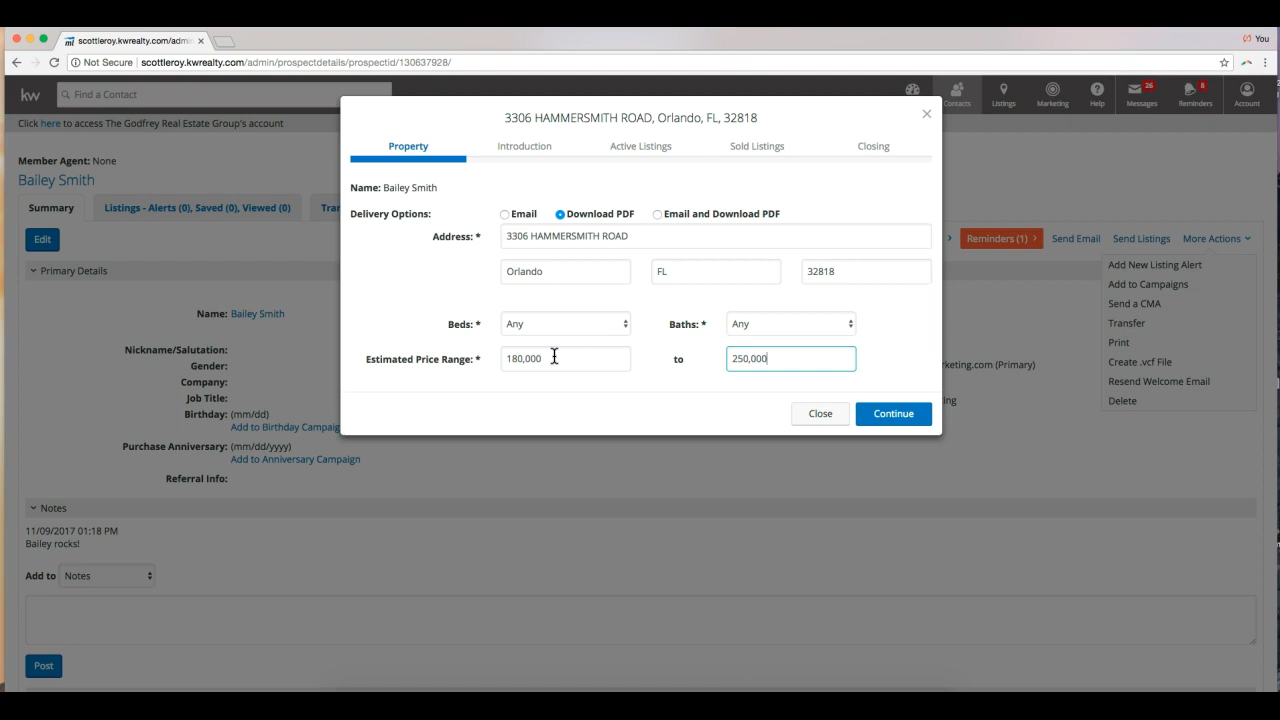 scottleroy.kwrealty.com/admi
You
Not Secure | scottleroy.kwrealty.com/admin/prospectdetails/prospectid/130637928/
kw
Find a Contact
Contacts
Listings
Marketing
Help
26
Messages
8
Reminders
Account
Click here to access The Godfrey Real Estate Group's account
Member Agent: None
Bailey Smith
Summary
Listings - Alerts (0), Saved (0), Viewed (0)
Edit
Reminders (1)
Send Email
Send Listings
More Actions
Add New Listing Alert
Add to Campaigns
Send a CMA
Transfer
Print
Create .vcf File
Resend Welcome Email
Delete
Primary Details
Name: Bailey Smith
Nickname/Salutation:
Gender:
Company:
Job Title:
Birthday: (mm/dd)
Add to Birthday Campaig
Purchase Anniversary: (mm/dd/yyyy)
Add to Anniversary Campaign
Referral Info:
keting.com (Primary)
Notes
11/09/2017 01:18 PM
Bailey rocks!
Add to Notes
Post
3306 HAMMERSMITH ROAD, Orlando, FL, 32818
Property
Introduction
Active Listings
Sold Listings
Closing
Name: Bailey Smith
Delivery Options:
Email
Download PDF
Email and Download PDF
Address: * 3306 HAMMERSMITH ROAD
Orlando
FL
32818
Beds: * Any
Baths: * Any
Estimated Price Range: * 180,000 to 250,000
Close
Continue